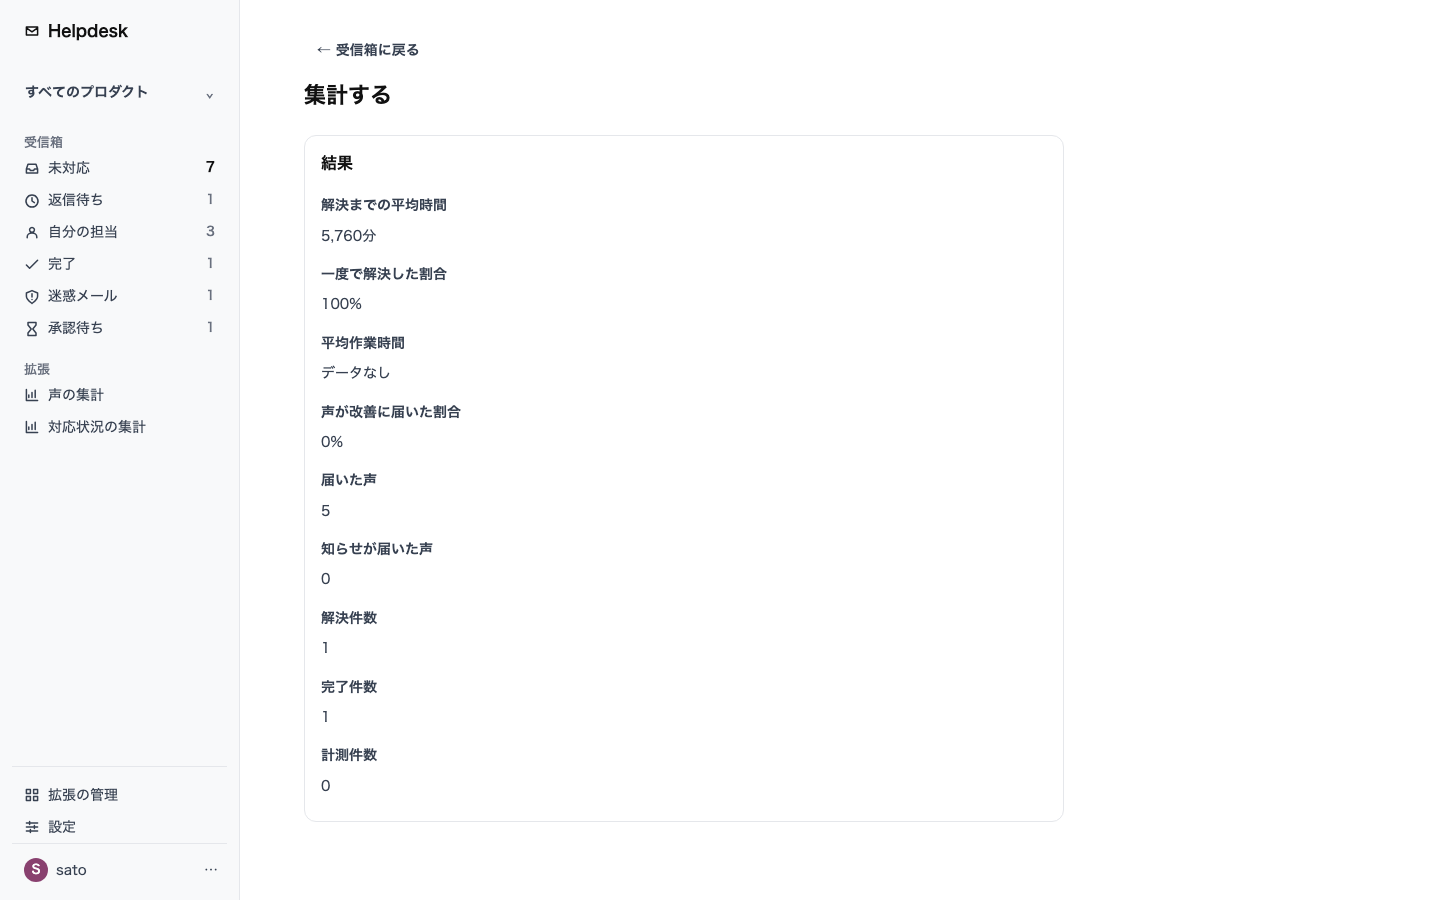 Helpdesk
すべてのプロダクト
受信箱
未対応 7
返信待ち 1
自分の担当 3
完了 1
迷惑メール 1
承認待ち 1
拡張
声の集計
対応状況の集計
拡張の管理
設定
S sato ...
← 受信箱に戻る
集計する
結果
解決までの平均時間
5,760分
一度で解決した割合
100%
平均作業時間
データなし
声が改善に届いた割合
0%
届いた声
5
知らせが届いた声
0
解決件数
1
完了件数
1
計測件数
0